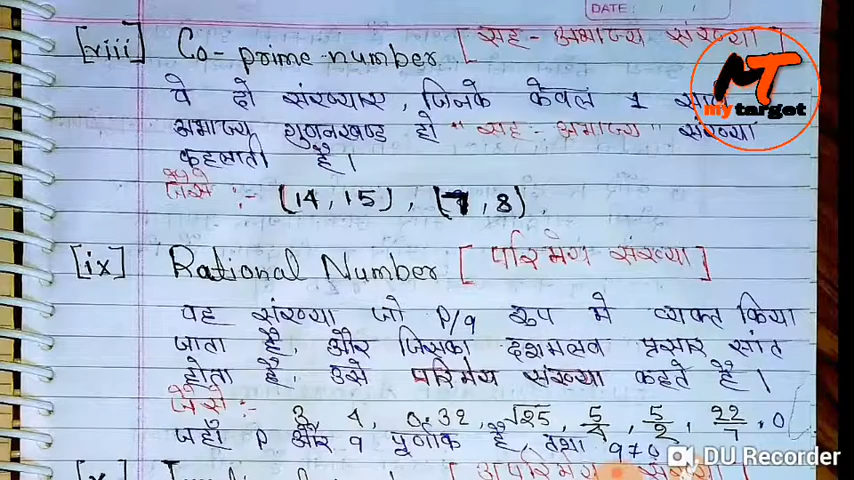 DATE: / /
[viii] Co-prime-number [सह-अभाज्य संख्या]
MT
my target
वे दो संख्याए, जिनके केवल 1 साथ
अभाज्य गुणनखण्ड हो "सह-अभाज्य" संख्या
कहलाती है।
जैसे :- (14,15), (7,8),
[ix] Rational Number [परिमेय संख्या]
वह संख्या जो P/q रूप मे व्यक्त किया
जाता है, और जिसका दशमलव प्रसार सांत
होता है, उसे परिमेय संख्या कहते है।
जैसे :- 3, 4, 0.32, √25, 5/4, 5/2, 22/7, 0
जहाँ P और q पूर्णांक है, तथा q≠0
DU Recorder
[अपरिमेय संख्या]